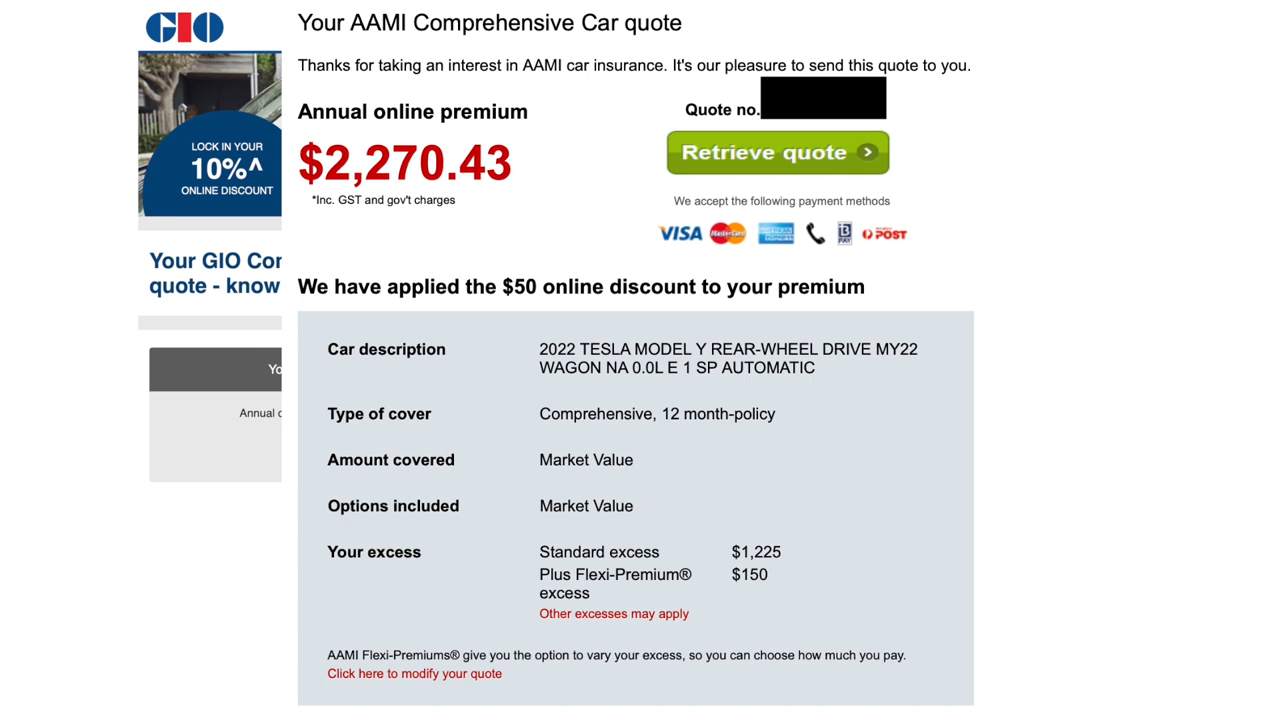 GIO
LOCK IN YOUR
10%^
ONLINE DISCOUNT
Your GIO
quote - know
Annual
Your AAMI Comprehensive Car quote
Thanks for taking an interest in AAMI car insurance. It's our pleasure to send this quote to you.
Annual online premium
$2,270.43
*Inc. GST and gov't charges
Quote no.
Retrieve quote
We accept the following payment methods
VISA MasterCard AMERICAN EXPRESS B PAY POST
We have applied the $50 online discount to your premium
Car description 2022 TESLA MODEL Y REAR-WHEEL DRIVE MY22
WAGON NA 0.0L E 1 SP AUTOMATIC
Type of cover Comprehensive, 12 month-policy
Amount covered Market Value
Options included Market Value
Your excess Standard excess $1,225
Plus Flexi-Premium® $150
excess
Other excesses may apply
AAMI Flexi-Premiums® give you the option to vary your excess, so you can choose how much you pay.
Click here to modify your quote